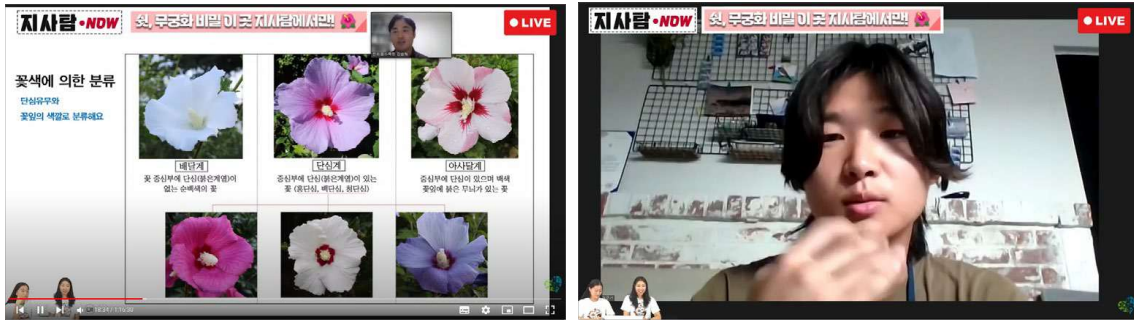 지사람•NOW
쉿, 무궁화 비밀 이 곳 지사람에서만!
LIVE
꽃색에 의한 분류
단심유무와
꽃잎의 색깔로 분류해요
배달계
꽃 중심부에 단심(붉은계열)이
없는 순백색의 꽃
단심계
중심부에 단심(붉은계열)이 있는
꽃 (홍단심, 백단심, 청단심)
아사달계
중심부에 단심이 있으며 백색
꽃잎에 붉은 무늬가 있는 꽃
지사람•NOW
쉿, 무궁화 비밀 이 곳 지사람에서만!
LIVE